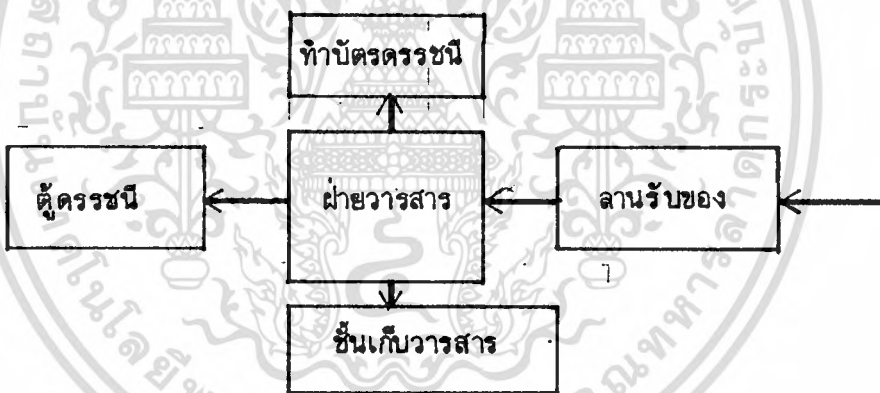 ทำบัตรดรรชนี
ตู้ดรรชนี
ฝ่ายวารสาร
ลานรับของ
ชั้นเก็บวารสาร